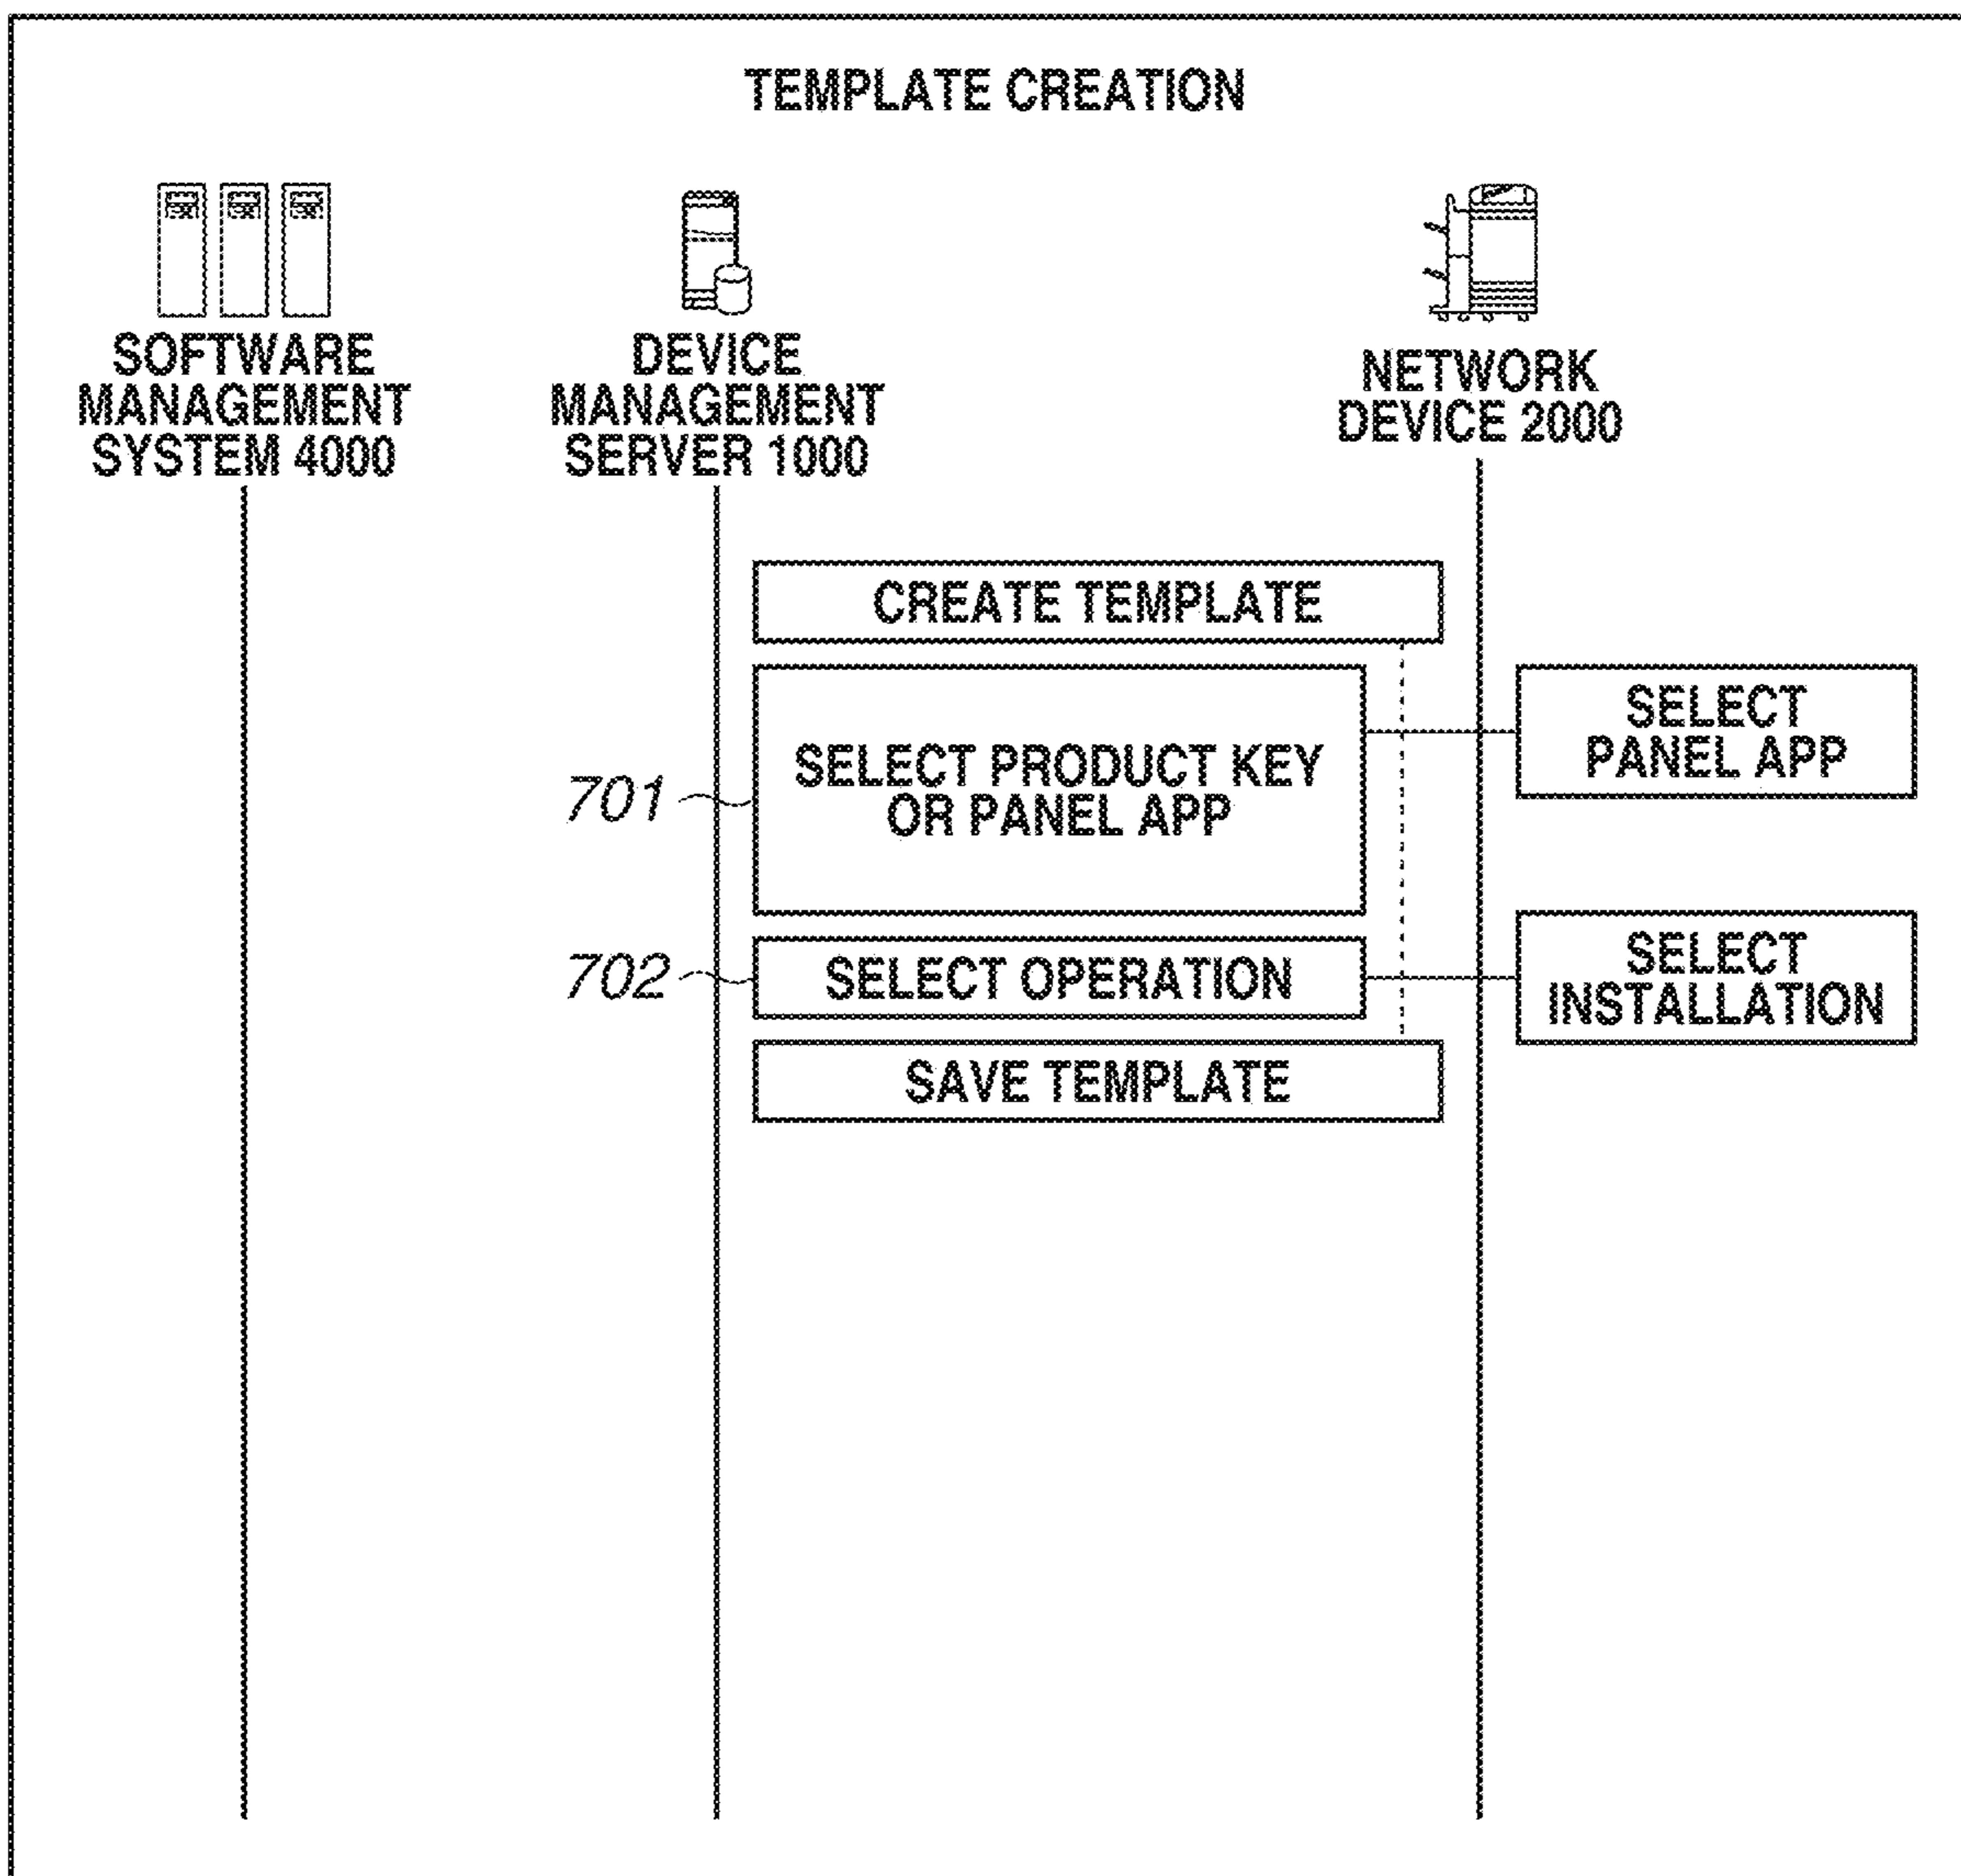 TEMPLATE CREATION
SOFTWARE
MANAGEMENT
SYSTEM 4000
DEVICE
MANAGEMENT
SERVER 1000
NETWORK
DEVICE 2000
CREATE TEMPLATE
701
SELECT PRODUCT KEY
OR PANEL APP
SELECT
PANEL APP
702
SELECT OPERATION
SELECT
INSTALLATION
SAVE TEMPLATE